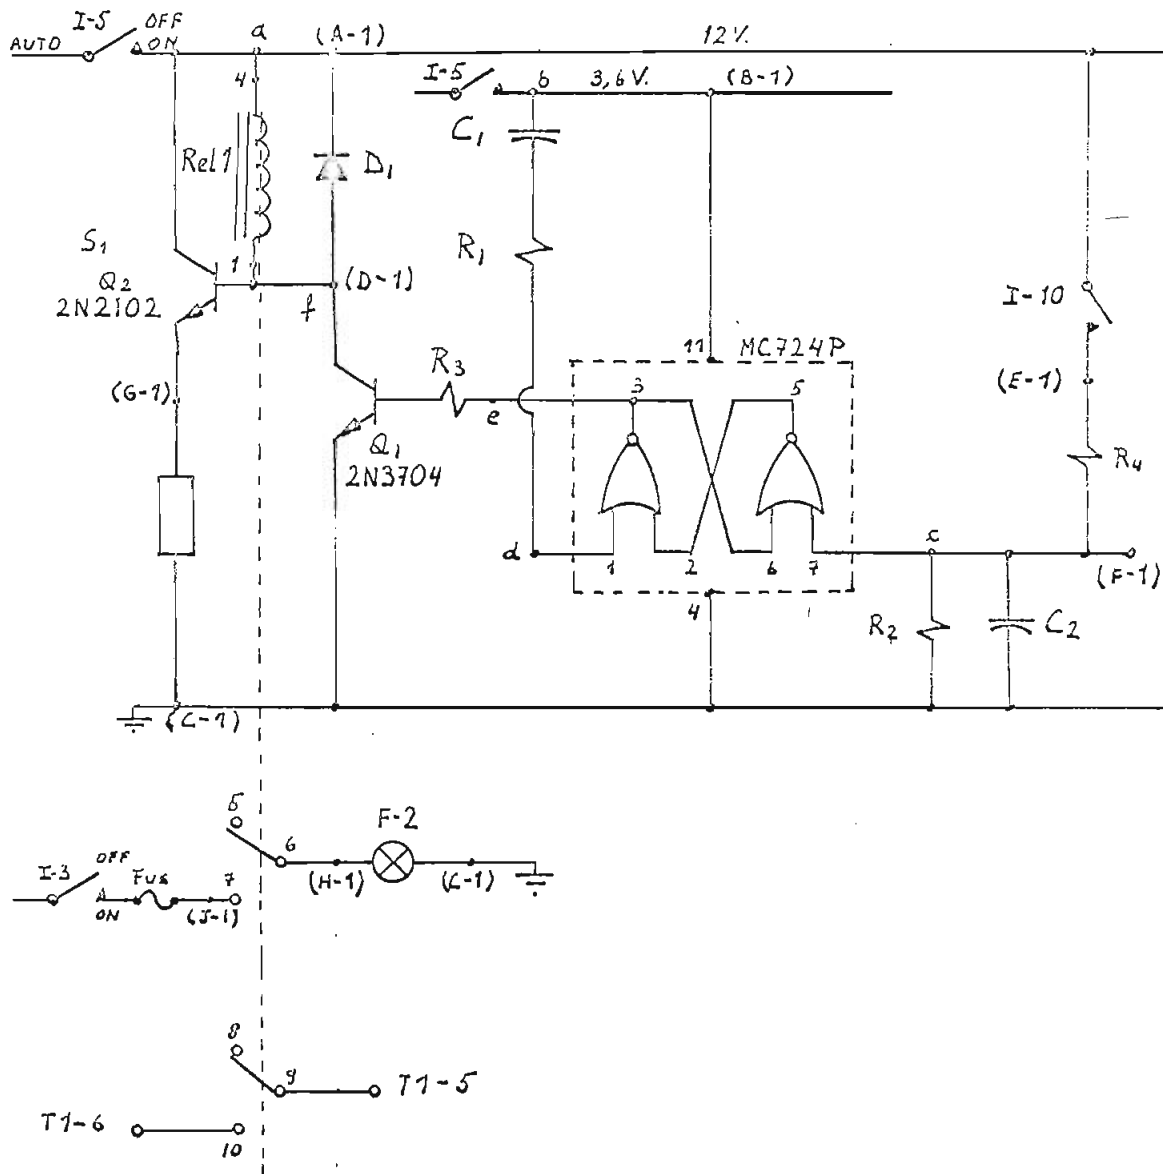 I-5
OFF
AUTO
ON
a
(A-1)
12V.
I-5
b
3,6V.
(B-1)
4
C1
Rel1
D1
S1
R1
1
(D-1)
Q2
2N2102
f
I-10
11
MC724P
R3
(G-1)
3
5
(E-1)
e
Q1
2N3704
R4
d
1
2
6
7
c
(F-1)
4
R2
C2
(C-1)
5
F-2
6
I-3
OFF
Fus
7
(H-1)
(C-1)
ON
(J-1)
8
9
T1-5
T1-6
10